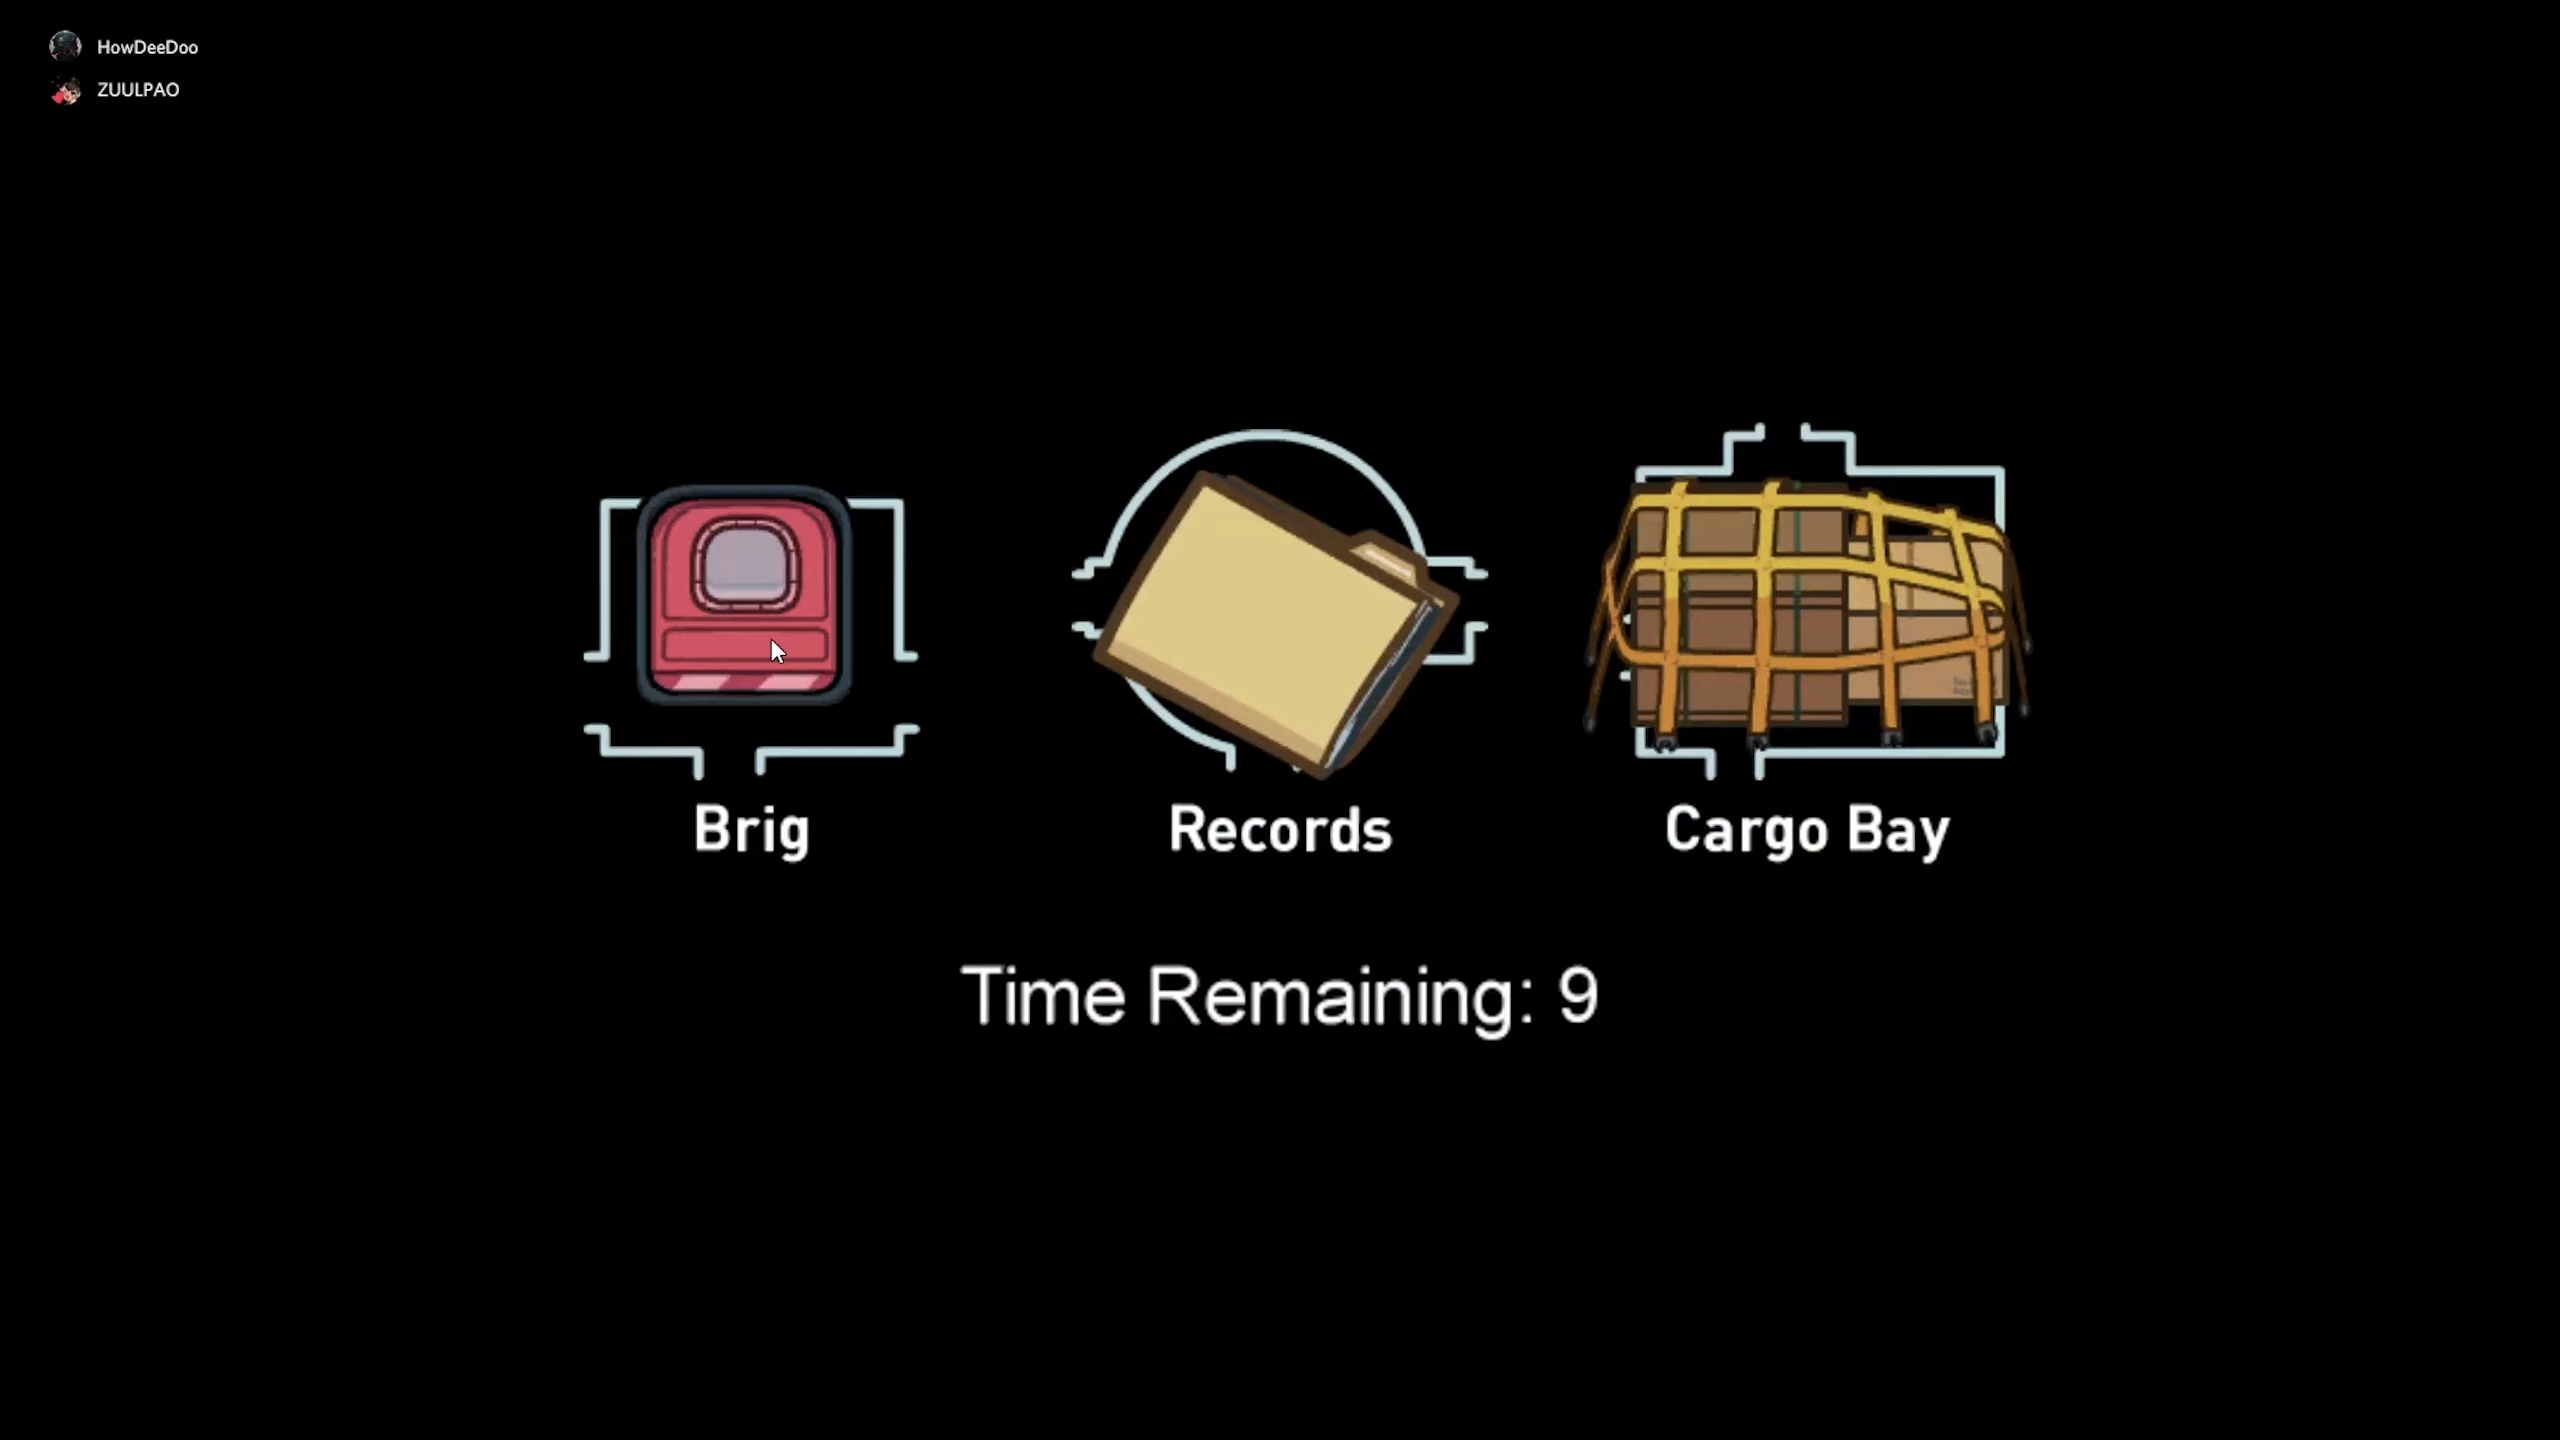 HowDeeDoo
ZUULPAO
Brig
Records
Cargo Bay
Time Remaining: 9